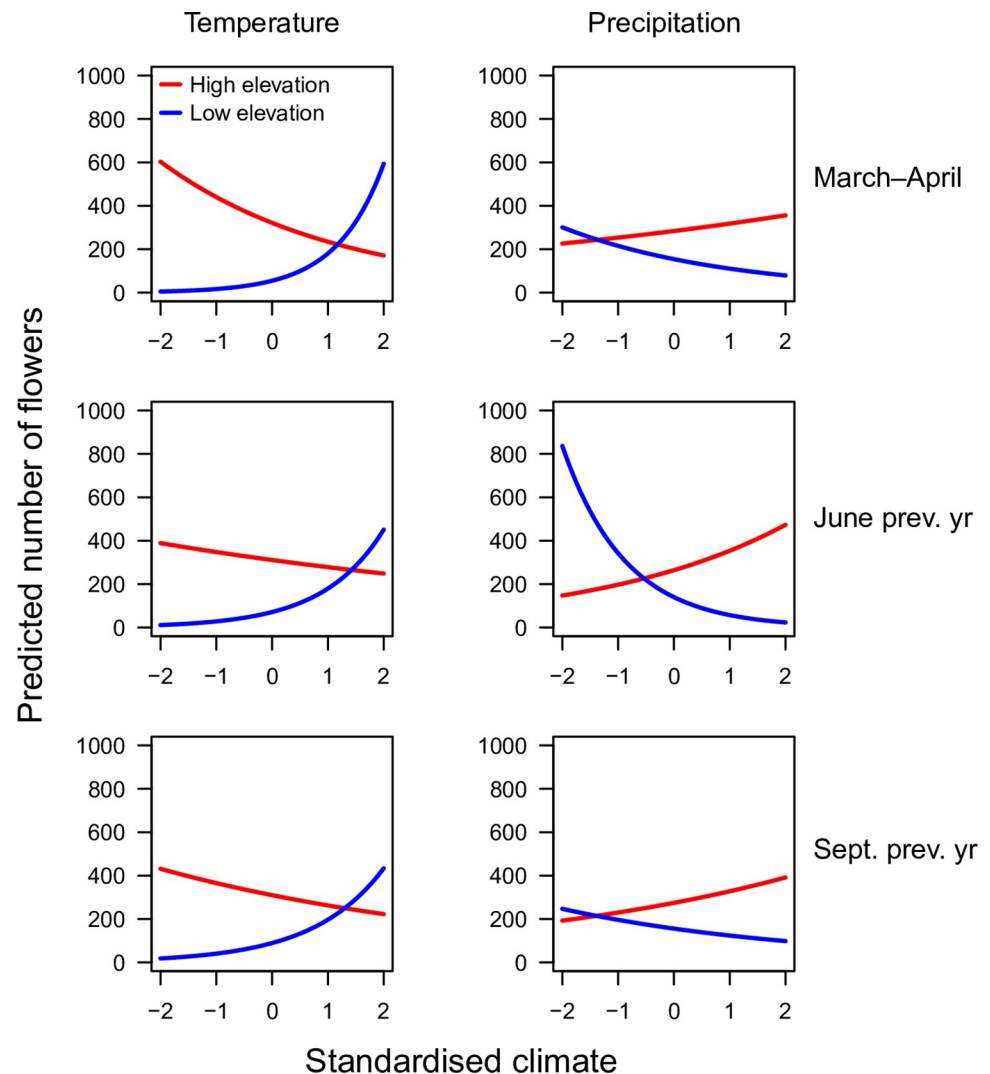 Temperature
Precipitation
1000
800
600
400
200
0
High elevation
Low elevation
−2 −1 0 1 2
1000
800
600
400
200
0
−2 −1 0 1 2
March–April
1000
800
600
400
200
0
−2 −1 0 1 2
1000
800
600
400
200
0
−2 −1 0 1 2
June prev. yr
1000
800
600
400
200
0
−2 −1 0 1 2
1000
800
600
400
200
0
−2 −1 0 1 2
Sept. prev. yr
Predicted number of flowers
Standardised climate